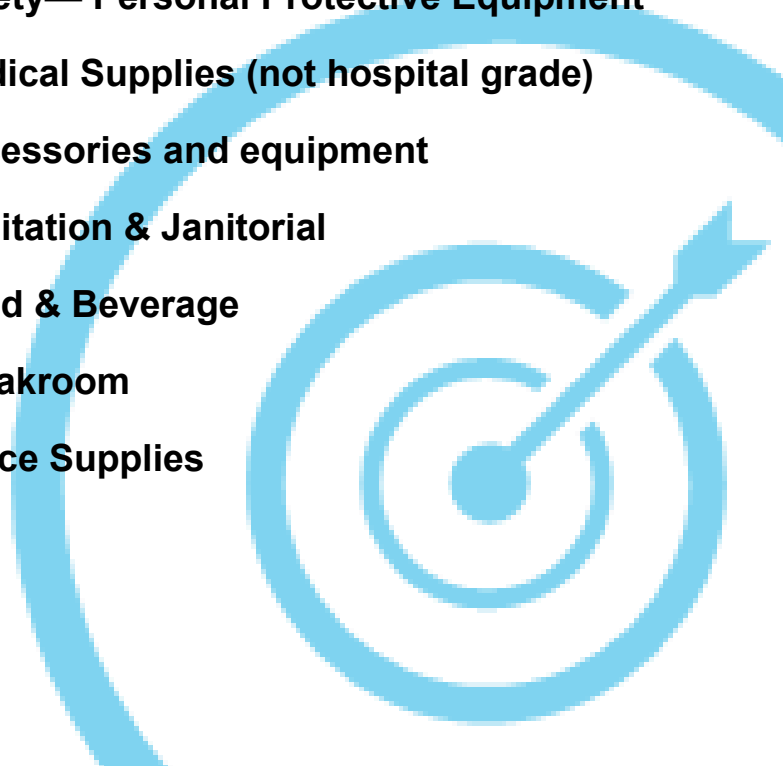 ety— Personal Protective Equipment
dical Supplies (not hospital grade)
essories and equipment
itation & Janitorial
d & Beverage
akroom
ce Supplies